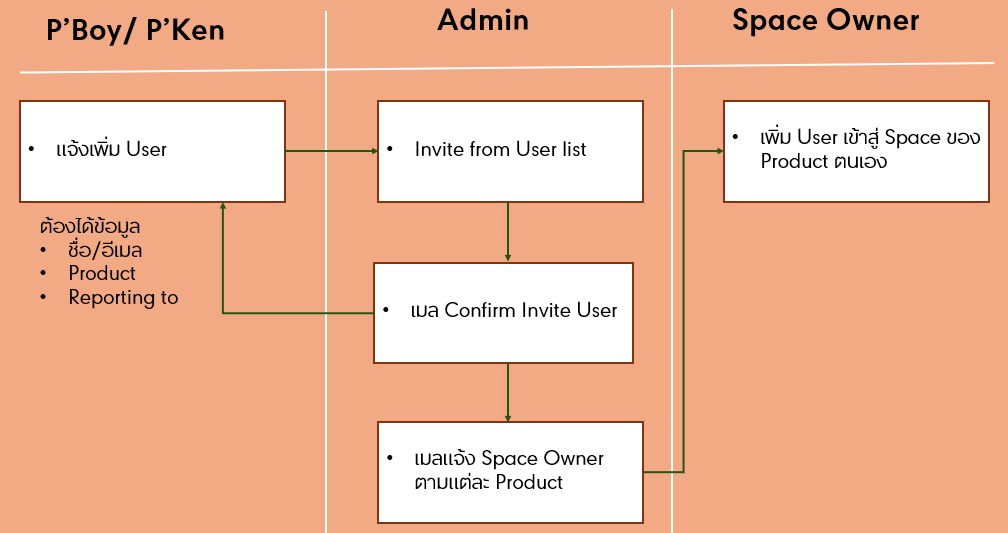 P'Boy/ P'Ken
Admin
Space Owner
• แจ้งเพิ่ม User
• Invite from User list
• เพิ่ม User เข้าสู่ Space ของ
Product ตนเอง
ต้องได้ข้อมูล
• ชื่อ/อีเมล
• Product
• Reporting to
• เมล Confirm Invite User
• เมลแจ้ง Space Owner
ตามแต่ละ Product